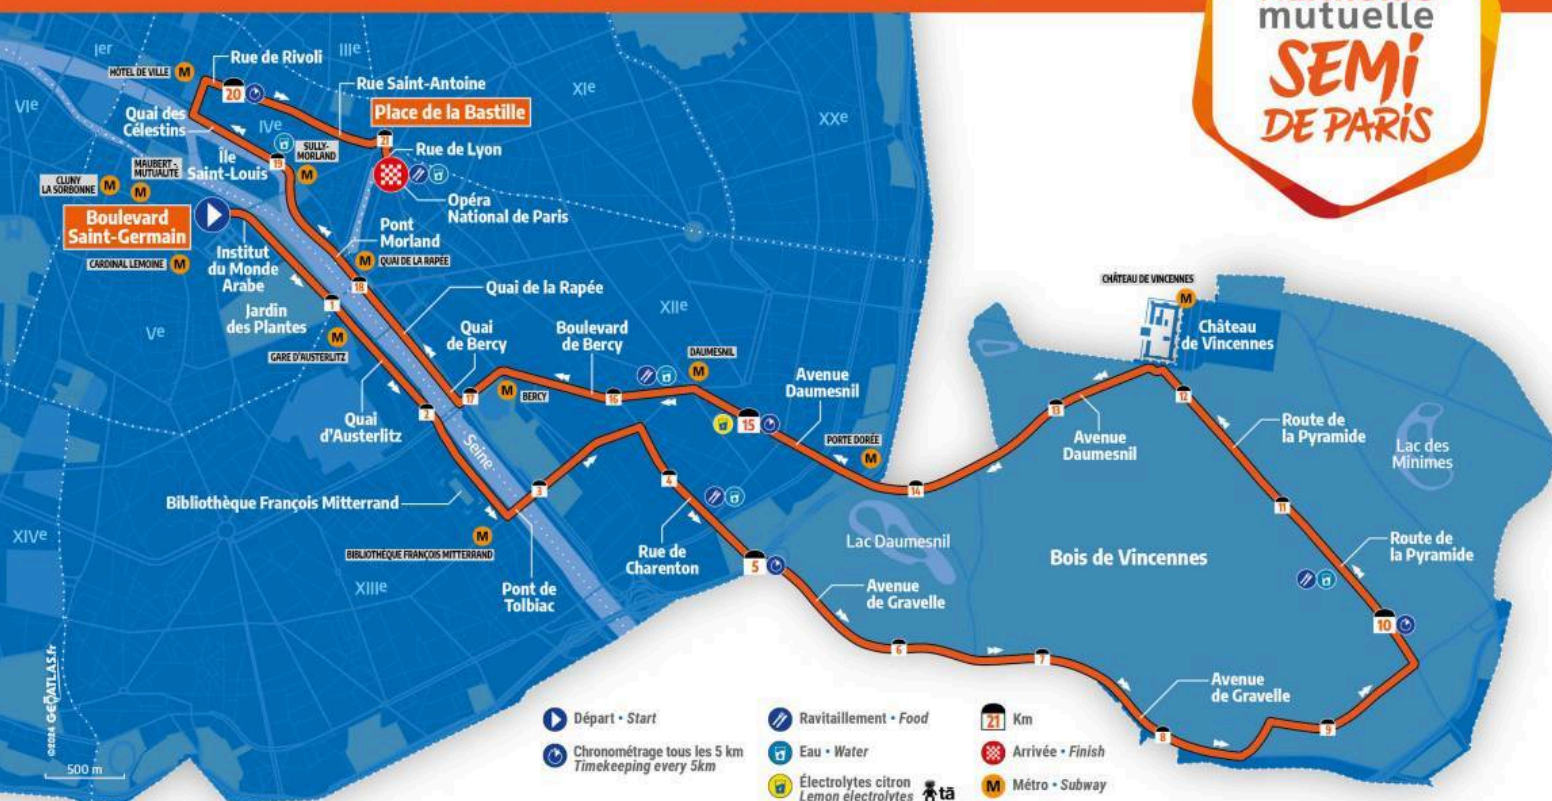 mutuelle
SEMI
DE PARIS
Ier
IIIe
Rue de Rivoli
HÔTEL DE VILLE
M
20
Rue Saint-Antoine
XIe
VIe
Place de la Bastille
XXe
Quai des
Célestins
IVe
21
SULLY-
MORLAND
M
Rue de Lyon
19
Île
Saint-Louis
MAUBERT -
MUTUALITÉ
M
CLUNY
LA SORBONNE
M
Opéra
National de Paris
Boulevard
Saint-Germain
Pont
Morland
Institut
du Monde
Arabe
CARDINAL LEMOINE
M
M
QUAI DE LA RAPÉE
CHÂTEAU DE VINCENNES
M
18
Quai de la Rapée
1
Jardin
des Plantes
XIIe
Ve
Quai
de Bercy
Boulevard
de Bercy
Château
de Vincennes
M
GARE D'AUSTERLITZ
DAUMESNIL
M
Avenue
Daumesnil
17
M
BERCY
16
12
2
13
15
Quai
d'Austerlitz
Route de
la Pyramide
PORTE DORÉE
M
Avenue
Daumesnil
Lac des
Minimes
Seine
3
4
14
11
Bibliothèque François Mitterrand
XIVe
M
BIBLIOTHÈQUE FRANÇOIS MITTERRAND
Lac Daumesnil
Route de
la Pyramide
Rue de
Charenton
Bois de Vincennes
5
XIIIe
Pont de
Tolbiac
Avenue
de Gravelle
10
6
7
Avenue
de Gravelle
8
9
©2024 GEOATLAS.fr
500 m
Départ • Start
Chronométrage tous les 5 km
Timekeeping every 5km
Ravitaillement • Food
Eau • Water
Électrolytes citron
Lemon électrolytes
tā
21
Km
Arrivée • Finish
M
Métro • Subway